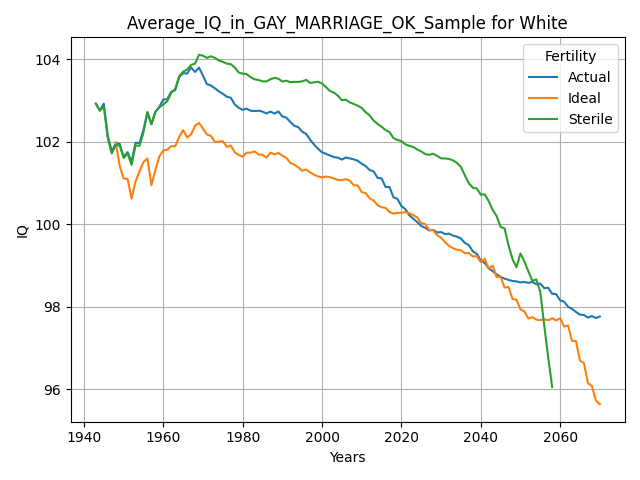 Average_IQ_in_GAY_MARRIAGE_OK_Sample for White
104
102
100
98
96
IQ
1940
1960
1980
2000
2020
2040
2060
Years
Fertility
Actual
Ideal
Sterile